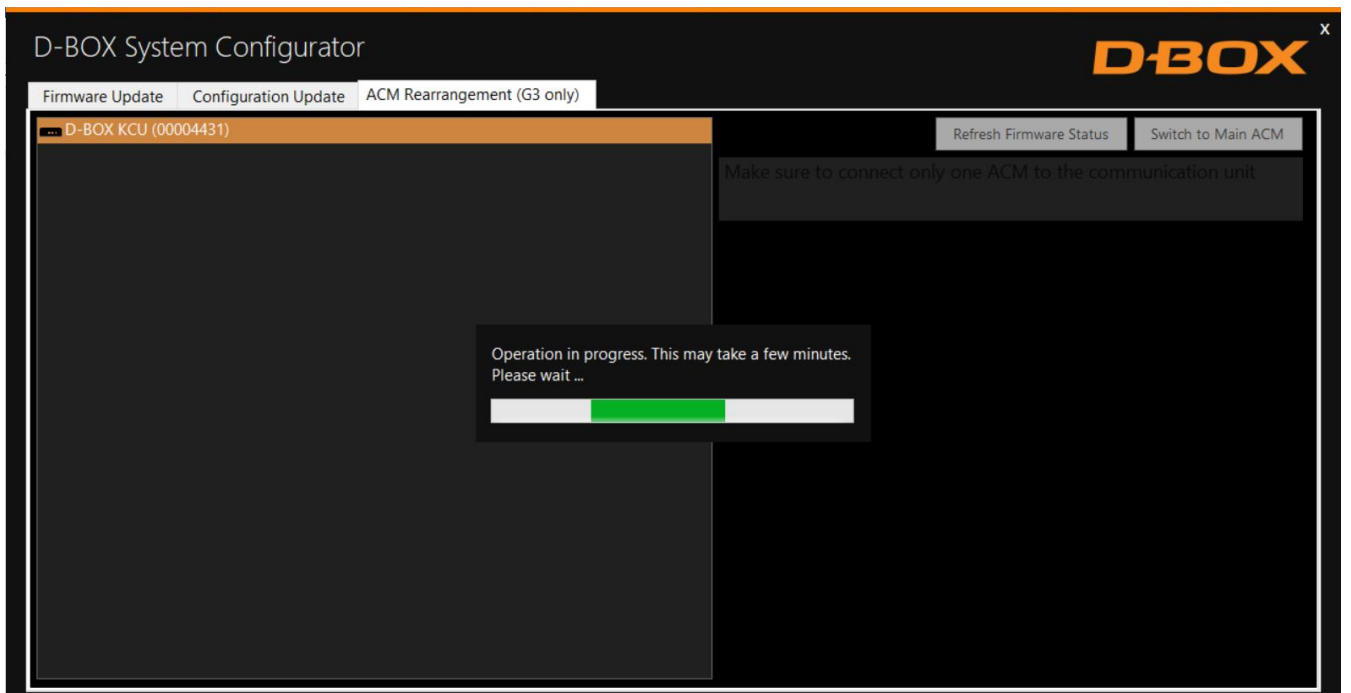 D-BOX System Configurator
D-BOX
X
Firmware Update
Configuration Update
ACM Rearrangement (G3 only)
D-BOX KCU (00004431)
Refresh Firmware Status
Switch to Main ACM
Make sure to connect only one ACM to the communication unit
Operation in progress. This may take a few minutes.
Please wait ...